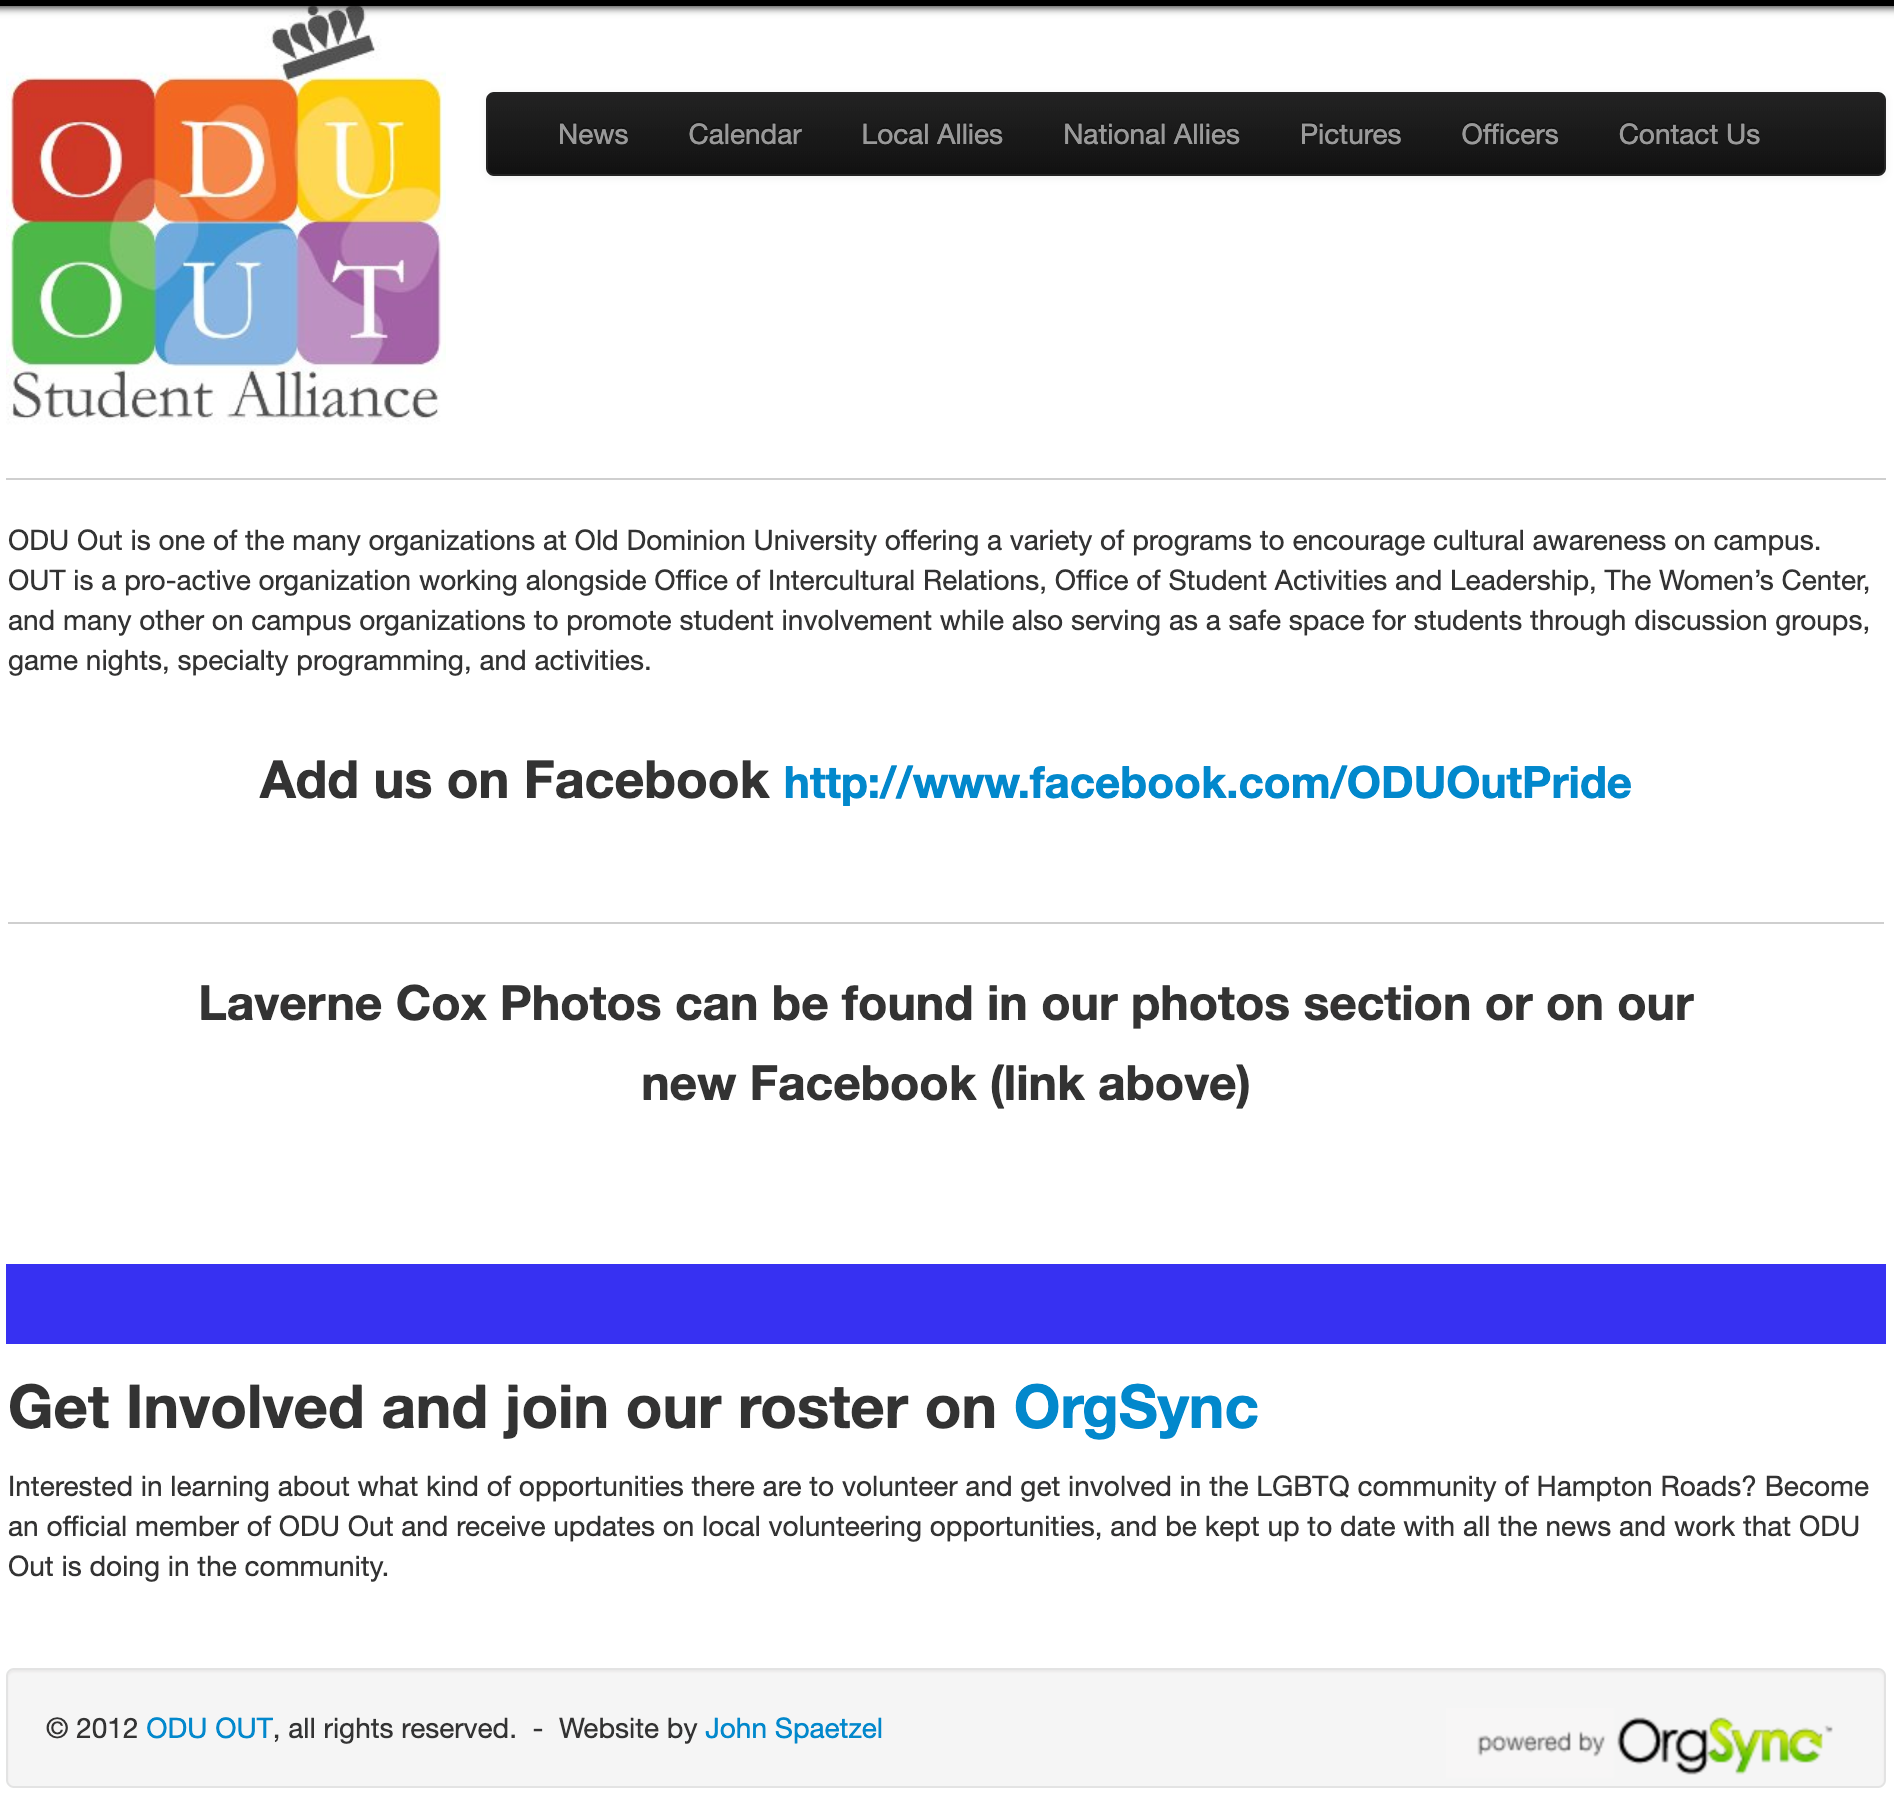 ODU
OUT
Student Alliance
News Calendar Local Allies National Allies Pictures Officers Contact Us
ODU Out is one of the many organizations at Old Dominion University offering a variety of programs to encourage cultural awareness on campus.
OUT is a pro-active organization working alongside Office of Intercultural Relations, Office of Student Activities and Leadership, The Women’s Center,
and many other on campus organizations to promote student involvement while also serving as a safe space for students through discussion groups,
game nights, specialty programming, and activities.
Add us on Facebook http://www.facebook.com/ODUOutPride
Laverne Cox Photos can be found in our photos section or on our
new Facebook (link above)
Get Involved and join our roster on OrgSync
Interested in learning about what kind of opportunities there are to volunteer and get involved in the LGBTQ community of Hampton Roads? Become
an official member of ODU Out and receive updates on local volunteering opportunities, and be kept up to date with all the news and work that ODU
Out is doing in the community.
© 2012 ODU OUT, all rights reserved. - Website by John Spaetzel
powered by OrgSync™